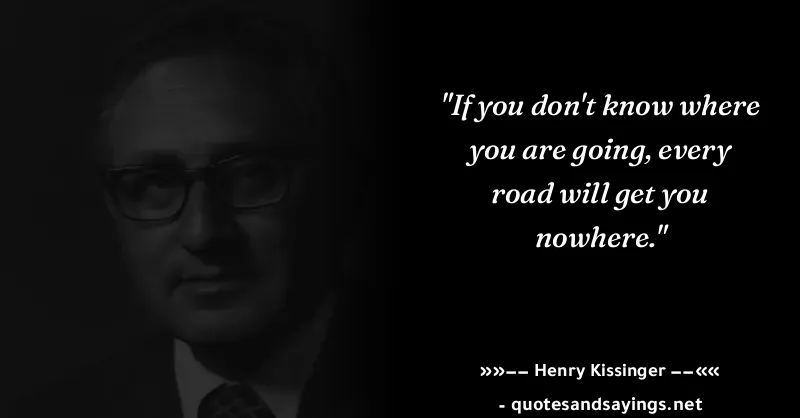 "If you don't know where
you are going, every
road will get you
nowhere."
»»−− Henry Kissinger −−««
- quotesandsayings.net